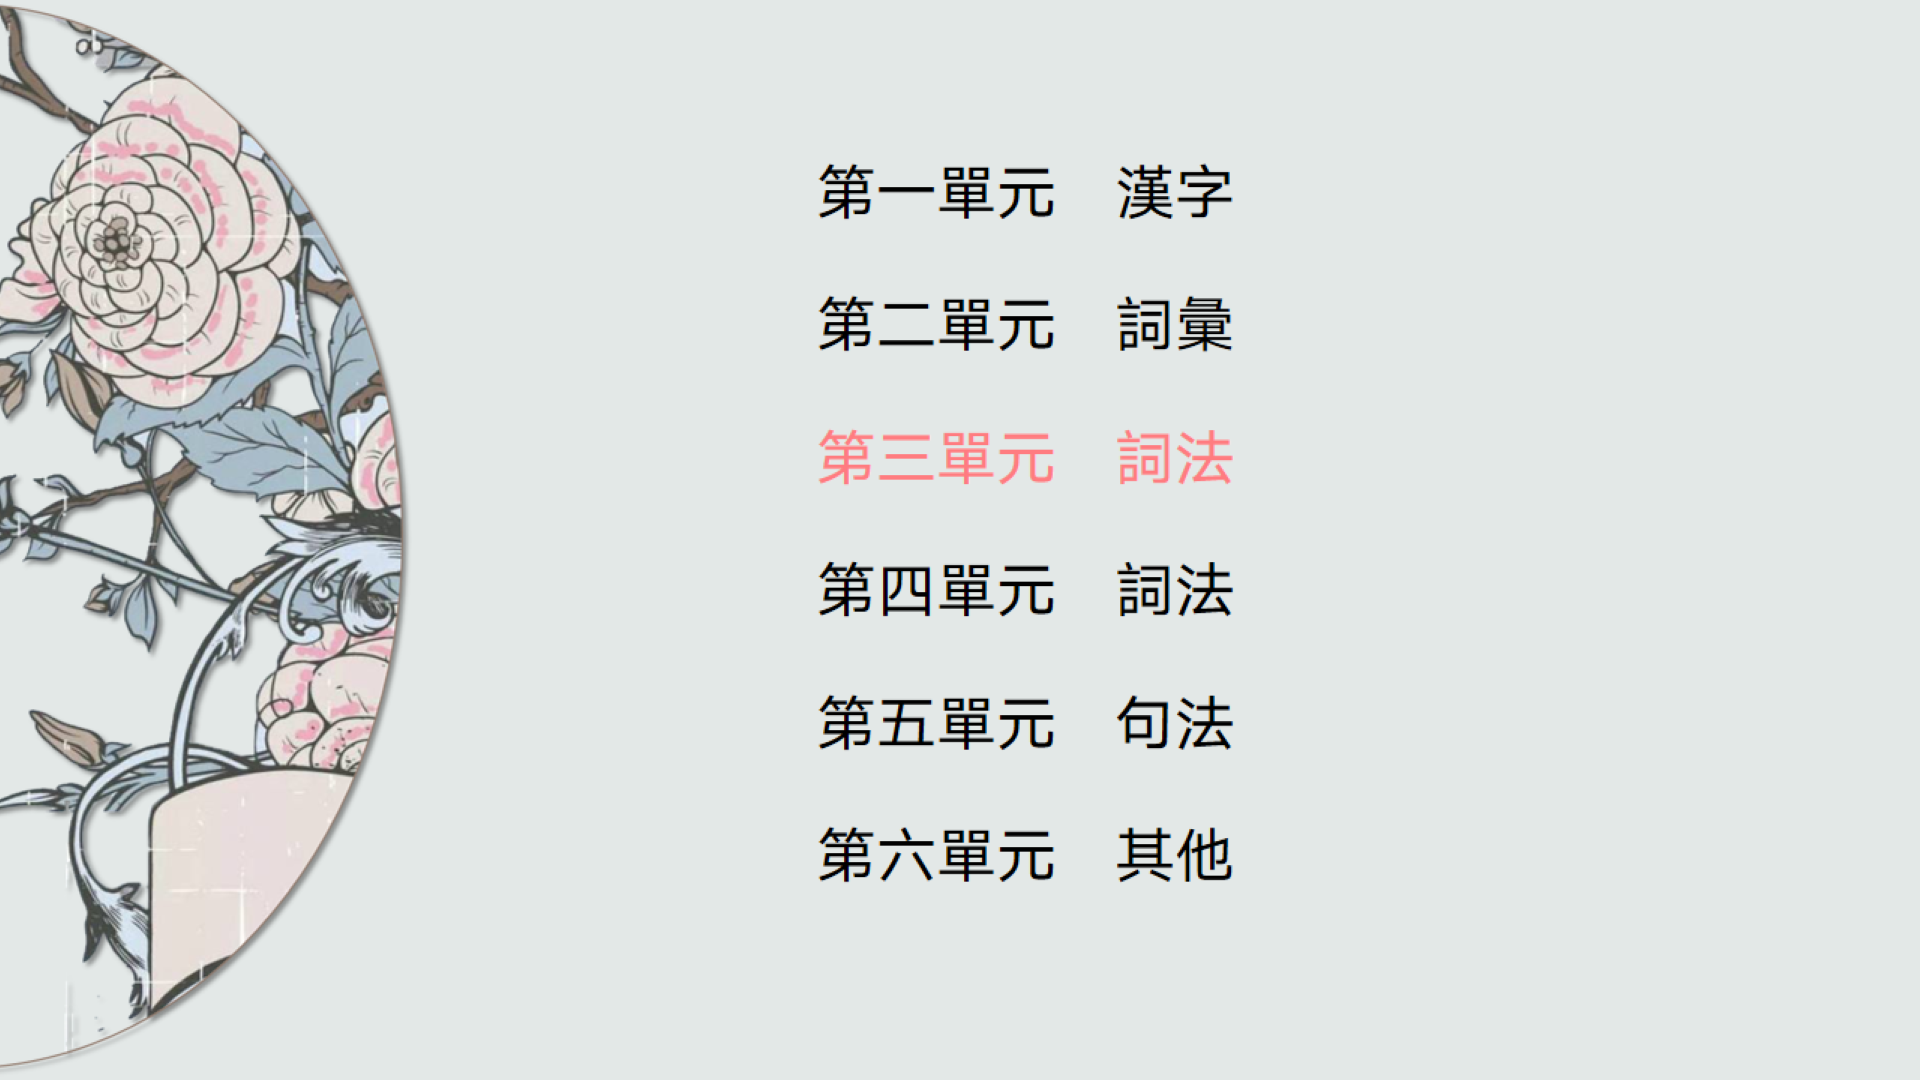 第一單元　漢字
第二單元　詞彙
第三單元　詞法
第四單元　詞法
第五單元　句法
第六單元　其他